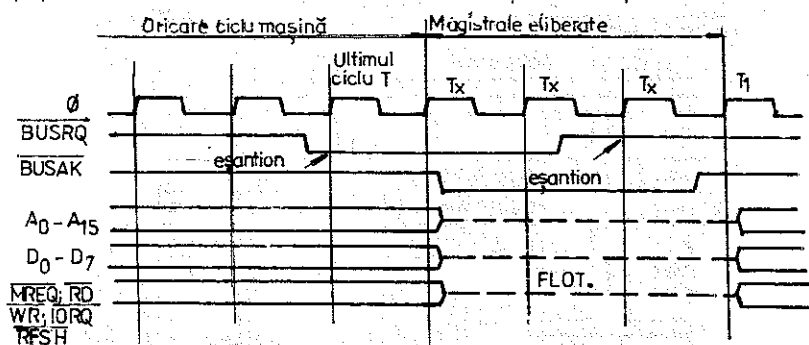 Oricare ciclu mașină
Magistrale eliberate
Ultimul
ciclu T
Tx
Tx
Tx
T1
Ø
BUSRQ
eșantion
BUSAK
eșantion
A0-A15
D0-D7
FLOT.
MREQ; RD
WR; IORQ
RFSH